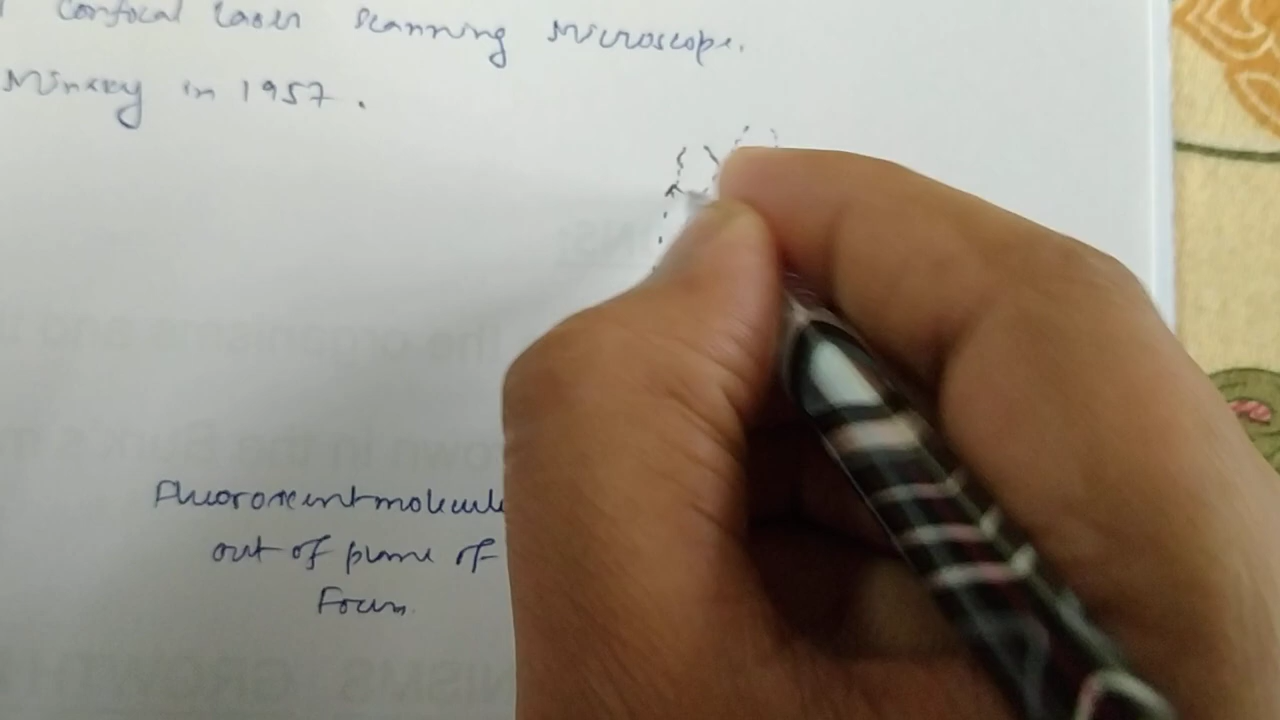 Confocal Laser Scanning Microscope.
Minsky in 1957.
Fluorescent molecule
out of plane of
Focus.